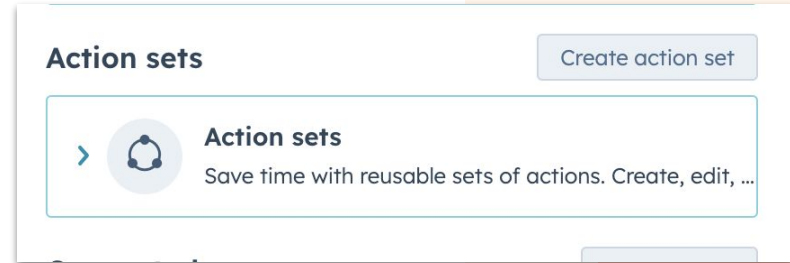 Action sets
Create action set
Action sets
Save time with reusable sets of actions. Create, edit, ...